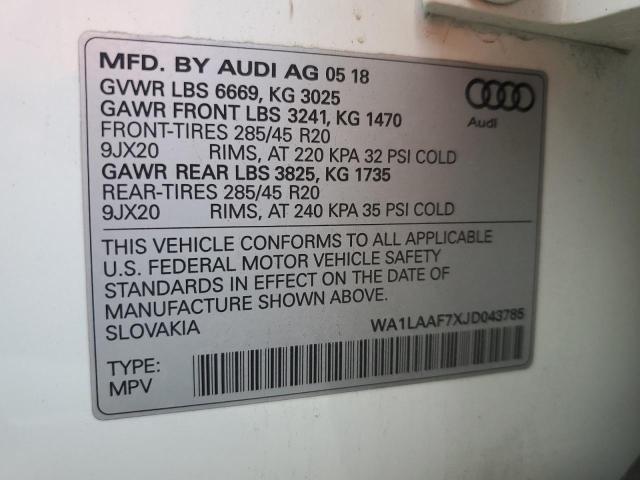 MFD. BY AUDI AG 05 18
GVWR LBS 6669, KG 3025
GAWR FRONT LBS 3241, KG 1470
FRONT-TIRES 285/45 R20
9JX20 RIMS, AT 220 KPA 32 PSI COLD
GAWR REAR LBS 3825, KG 1735
REAR-TIRES 285/45 R20
9JX20 RIMS, AT 240 KPA 35 PSI COLD
Audi
THIS VEHICLE CONFORMS TO ALL APPLICABLE
U.S. FEDERAL MOTOR VEHICLE SAFETY
STANDARDS IN EFFECT ON THE DATE OF
MANUFACTURE SHOWN ABOVE.
SLOVAKIA WA1LAAF7XJD043785
TYPE:
MPV